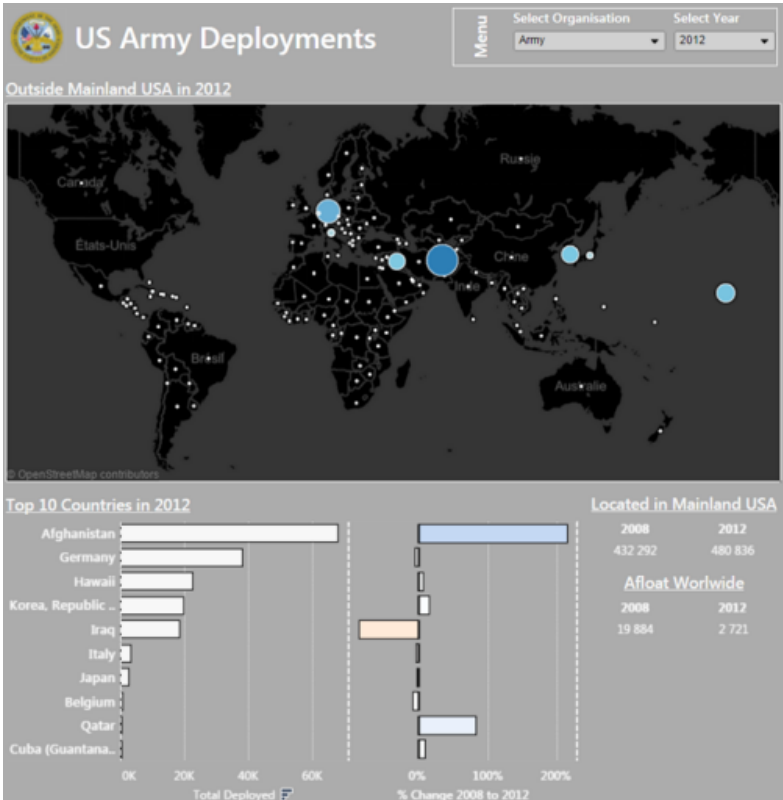 US Army Deployments
Menu
Select Organisation
Army
Select Year
2012
Outside Mainland USA in 2012
Canada
Russie
États-Unis
Chine
Inde
Brésil
Australie
© OpenStreetMap contributors
Top 10 Countries in 2012
Afghanistan
Germany
Hawaii
Korea, Republic ..
Iraq
Italy
Japan
Belgium
Qatar
Cuba (Guantana..
0K 20K 40K 60K
Total Deployed
0% 100% 200%
% Change 2008 to 2012
Located in Mainland USA
2008 2012
432 292 480 836
Afloat Worlwide
2008 2012
19 884 2 721